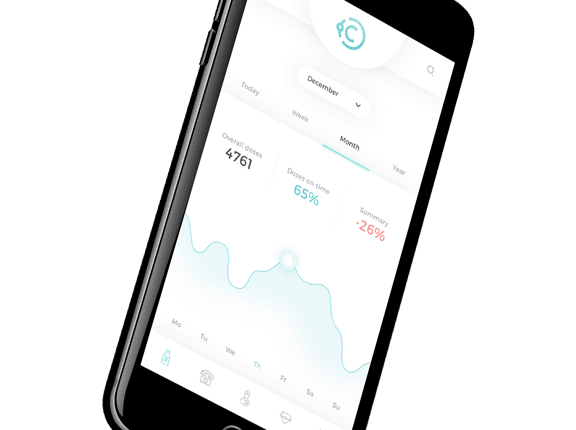 December
Today
Week
Month
Year
Overall doses
4761
Doses on time
65%
Summary
-26%
Mo
Tu
We
Th
Fr
Sa
Su